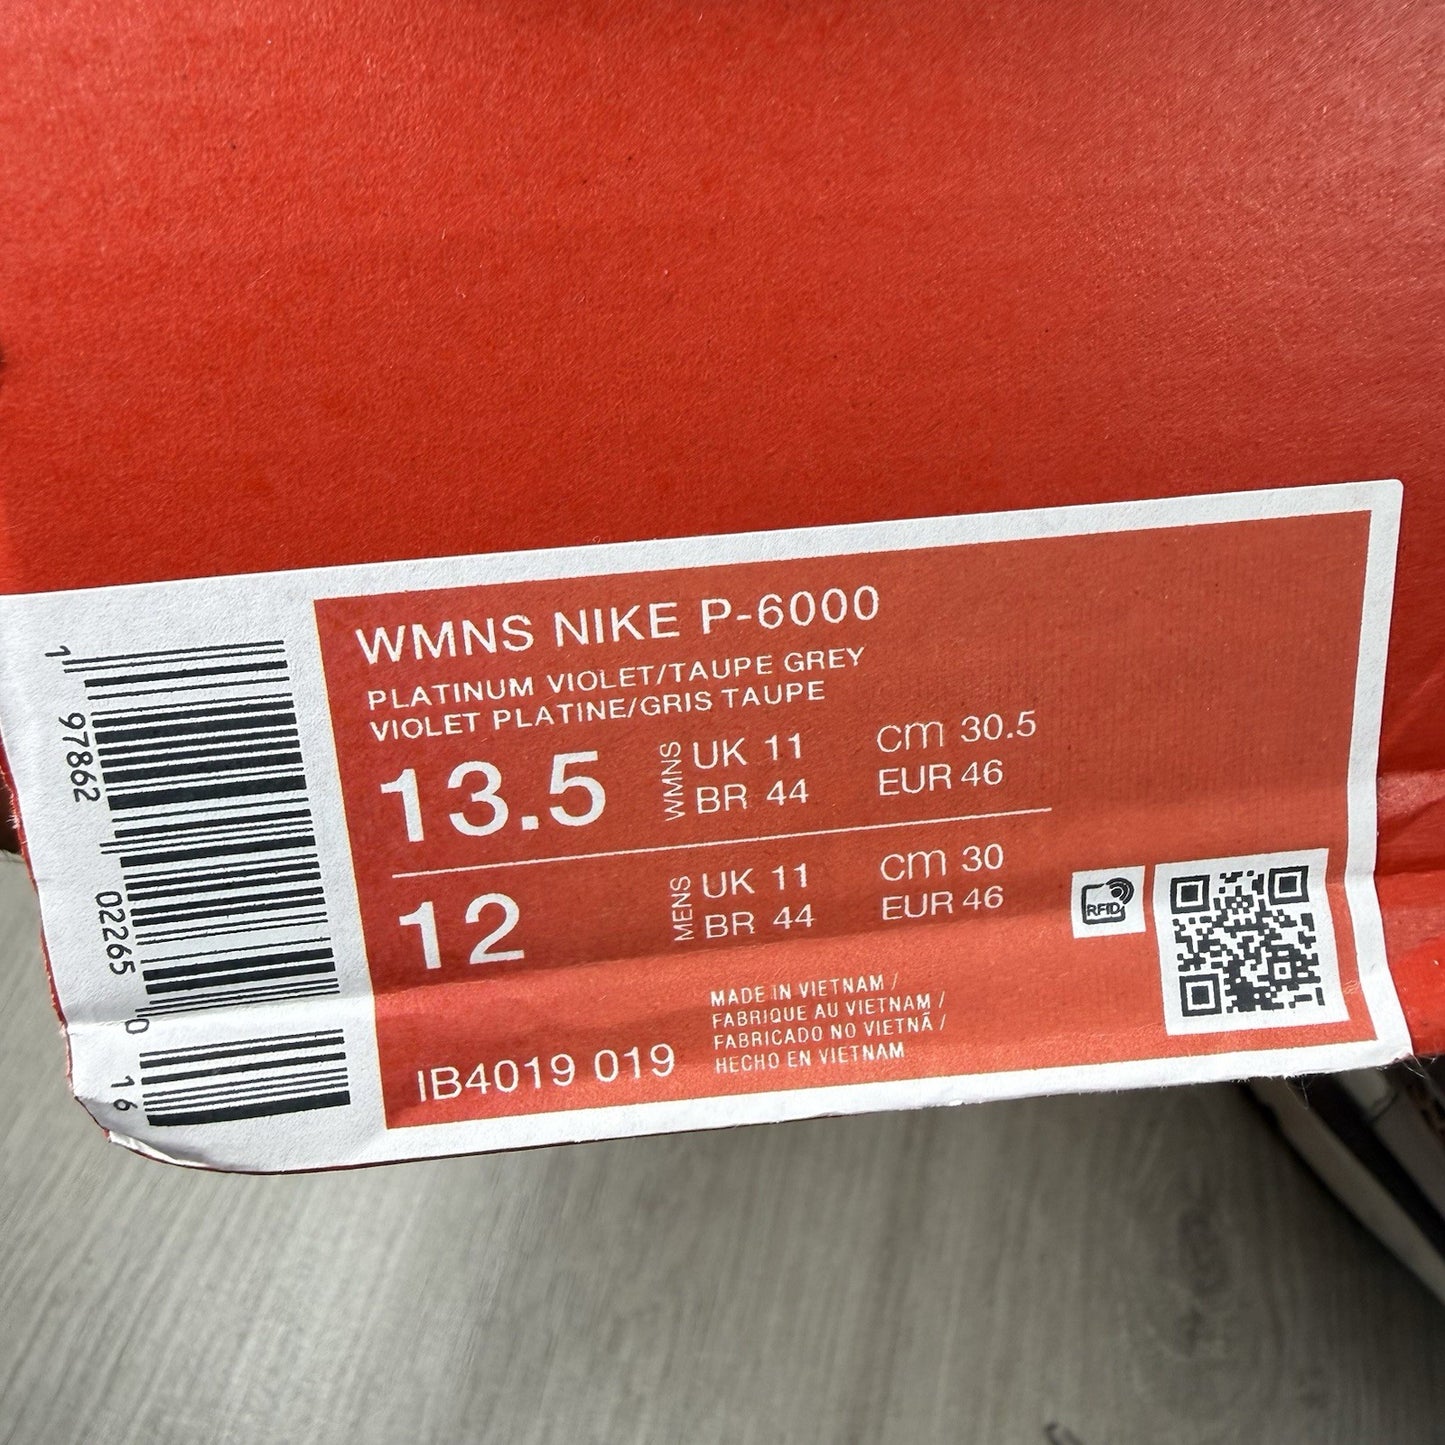 WMNS NIKE P-6000
PLATINUM VIOLET/TAUPE GREY
VIOLET PLATINE/GRIS TAUPE
13.5 WMNS UK 11 CM 30.5
BR 44 EUR 46
12 MENS UK 11 CM 30
BR 44 EUR 46
RFID
MADE IN VIETNAM /
FABRIQUE AU VIETNAM /
FABRICADO NO VIETNÃ /
HECHO EN VIETNAM
IB4019 019
1 97862 02265 0 16